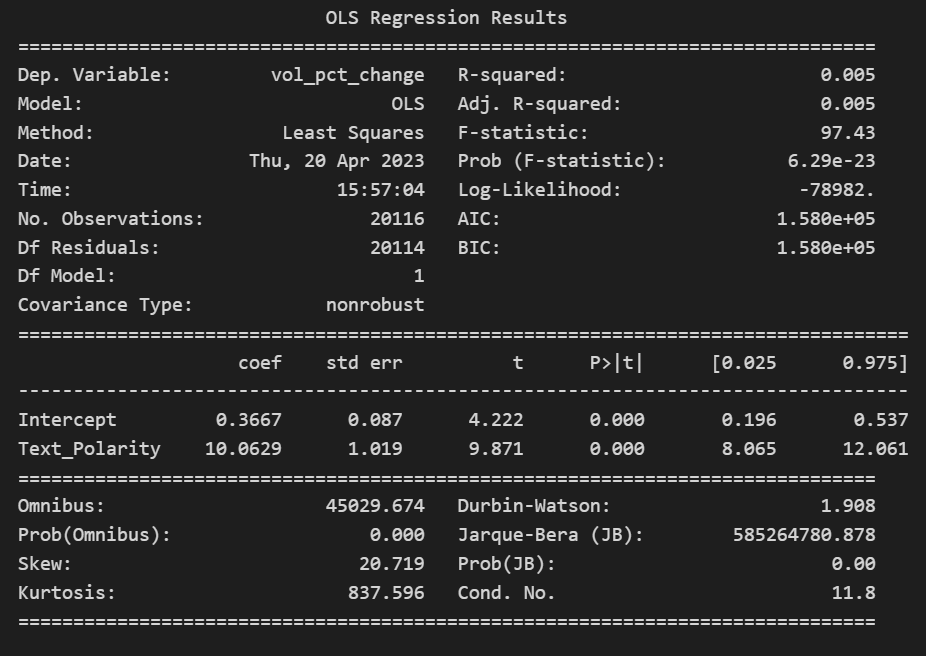 OLS Regression Results
==============================================================================
Dep. Variable:         vol_pct_change   R-squared:                       0.005
Model:                            OLS   Adj. R-squared:                  0.005
Method:                 Least Squares   F-statistic:                     97.43
Date:                Thu, 20 Apr 2023   Prob (F-statistic):           6.29e-23
Time:                        15:57:04   Log-Likelihood:                -78982.
No. Observations:               20116   AIC:                         1.580e+05
Df Residuals:                   20114   BIC:                         1.580e+05
Df Model:                           1
Covariance Type:            nonrobust
=================================================================================
                    coef    std err          t      P>|t|      [0.025      0.975]
---------------------------------------------------------------------------------
Intercept         0.3667      0.087      4.222      0.000       0.196       0.537
Text_Polarity    10.0629      1.019      9.871      0.000       8.065      12.061
==============================================================================
Omnibus:                    45029.674   Durbin-Watson:                   1.908
Prob(Omnibus):                  0.000   Jarque-Bera (JB):        585264780.878
Skew:                          20.719   Prob(JB):                         0.00
Kurtosis:                     837.596   Cond. No.                         11.8
==============================================================================